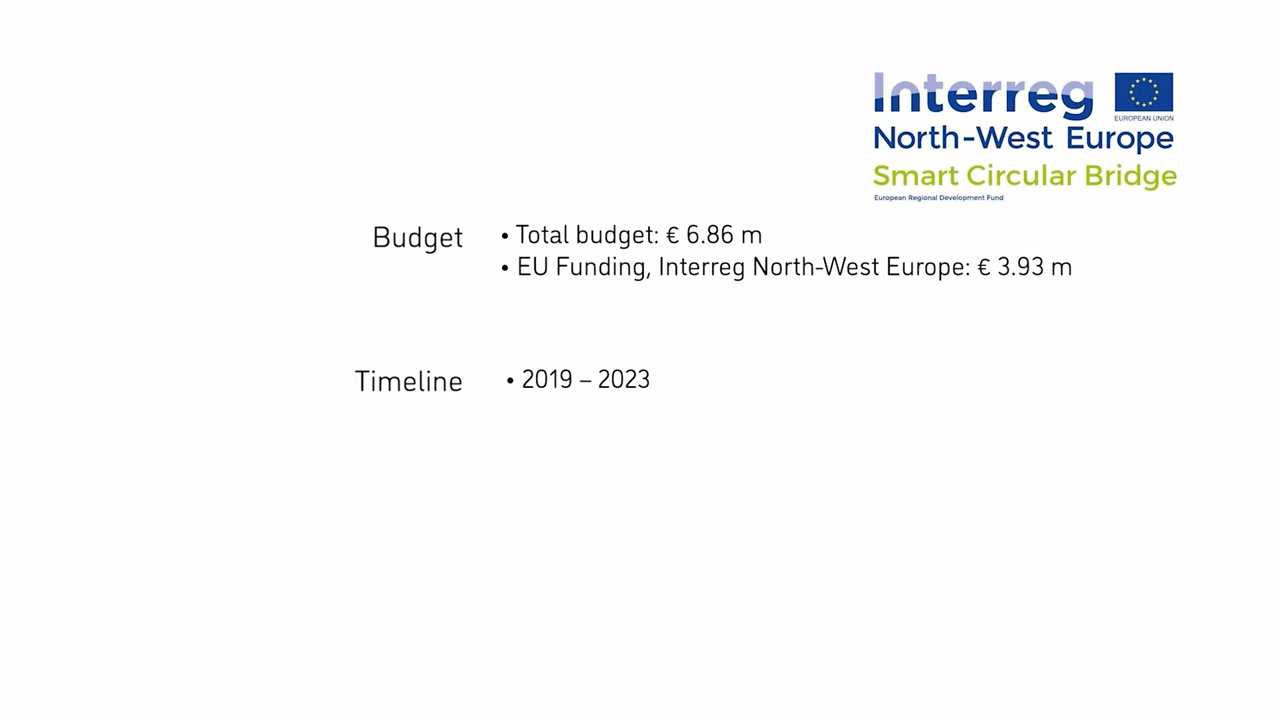 Interreg
EUROPEAN UNION
North-West Europe
Smart Circular Bridge
European Regional Development Fund
Budget
• Total budget: € 6.86 m
• EU Funding, Interreg North-West Europe: € 3.93 m
Timeline
• 2019 – 2023